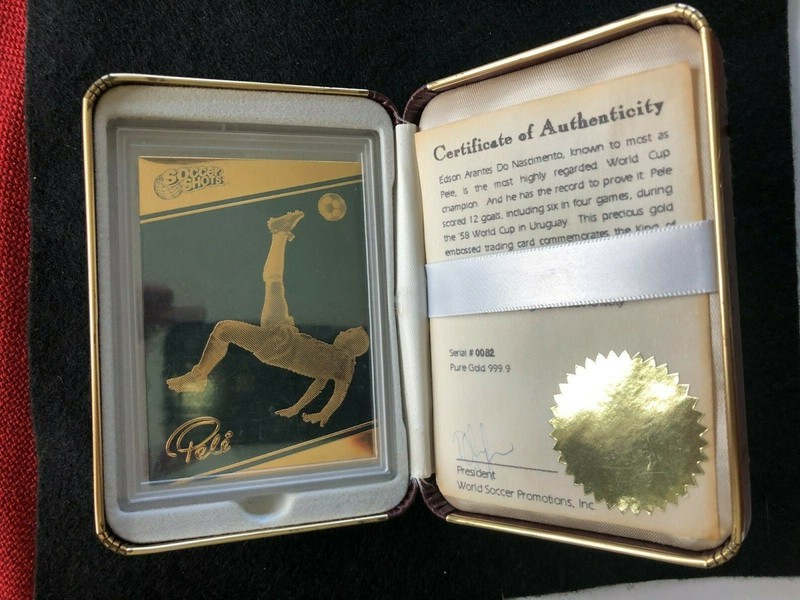 SOCCER
SHOTS
Pelé
Certificate of Authenticity
Edson Arantes Do Nascimento, known to most as
Pele, is the most highly regarded World Cup
champion. And he has the record to prove it. Pele
scored 12 goals, including six in four games, during
the '58 World Cup in Uruguay. This precious gold
embossed trading card commemorates the King of
Serial # 0082
Pure Gold 999.9
President
World Soccer Promotions, Inc.